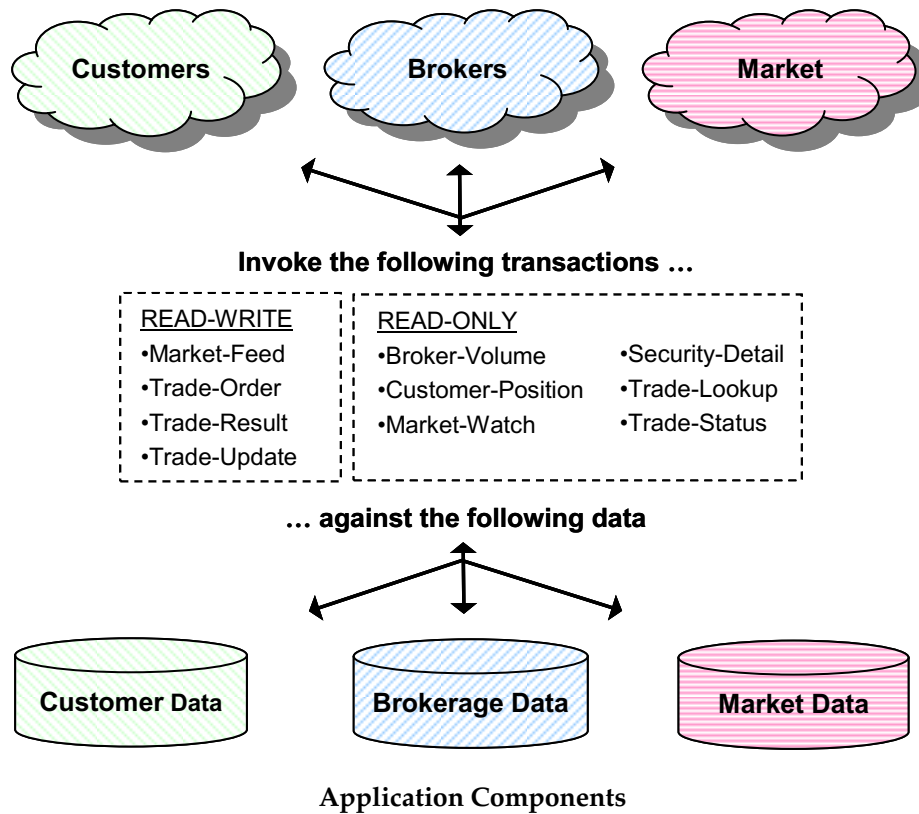 Customers
Brokers
Market
Invoke the following transactions …
READ-WRITE
•Market-Feed
•Trade-Order
•Trade-Result
•Trade-Update
READ-ONLY
•Broker-Volume
•Customer-Position
•Market-Watch
•Security-Detail
•Trade-Lookup
•Trade-Status
… against the following data
Customer Data
Brokerage Data
Market Data
Application Components